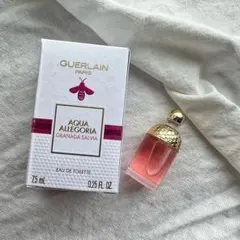 GUERLAIN
PARIS
AQUA
ALLEGORIA
GRANADA SALVIA
EAU DE TOILETTE
7.5 ml 0.25 fl. oz.